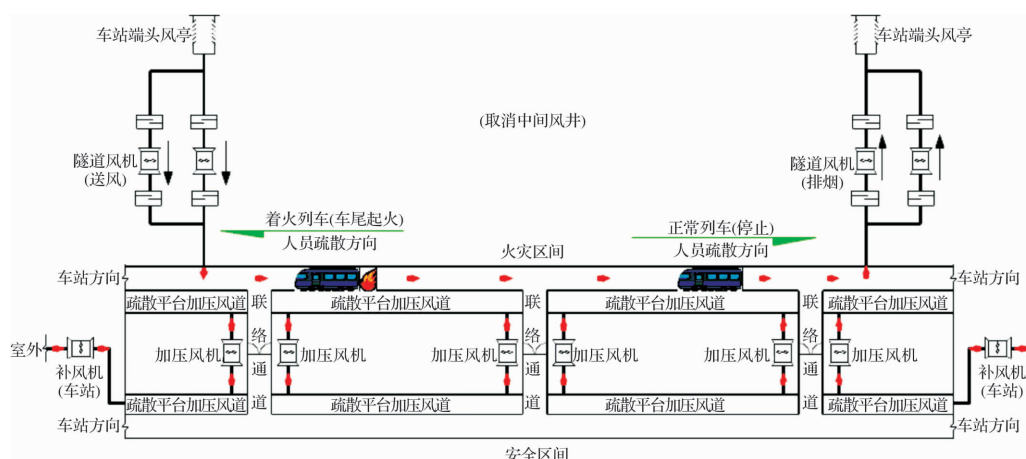 车站端头风亭
车站端头风亭
(取消中间风井)
隧道风机
(送风)
隧道风机
(排烟)
着火列车(车尾起火)
人员疏散方向
正常列车(停止)
人员疏散方向
火灾区间
车站方向
车站方向
疏散平台加压风道
联络通道
疏散平台加压风道
联络通道
疏散平台加压风道
联络通道
疏散平台加压风道
室外
补风机
(车站)
加压风机
加压风机
加压风机
加压风机
加压风机
补风机
(车站)
疏散平台加压风道
疏散平台加压风道
疏散平台加压风道
疏散平台加压风道
车站方向
车站方向
安全区间